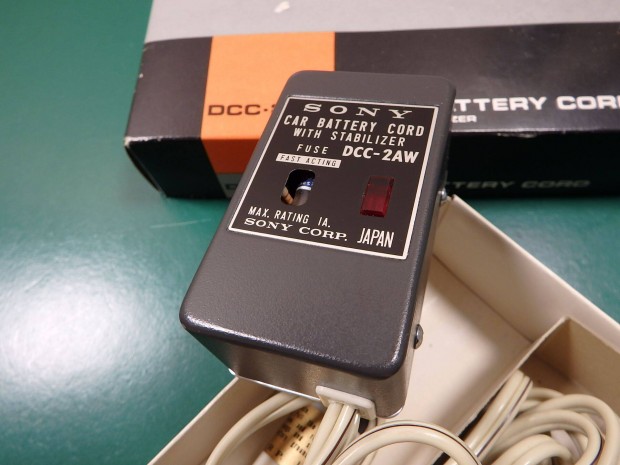 DCC-
TTERY CORD
IZER
BATTERY CORD
SONY
CAR BATTERY CORD
WITH STABILIZER
FUSE DCC-2AW
FAST ACTING
MAX. RATING 1A.
SONY CORP. JAPAN